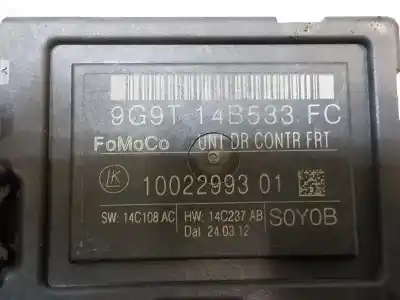 9G9T 14B533 FC
FoMoCo UNT DR CONTR FRT
LK 10022993 01
SW: 14C108 AC HW: 14C237 AB S0Y0B
Dat 24.03.12